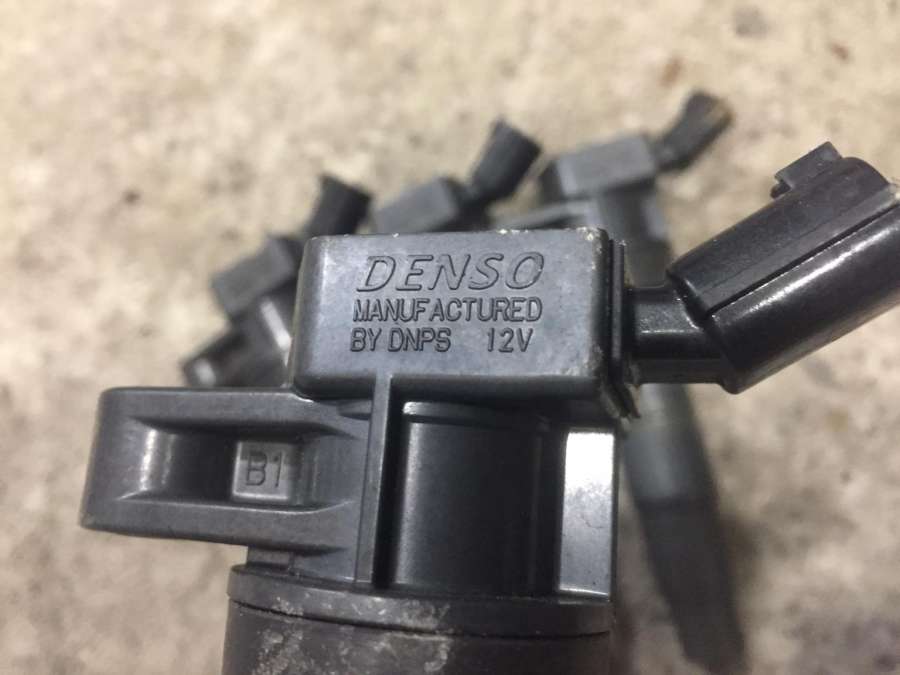 DENSO
MANUFACTURED
BY DNPS 12V
B1